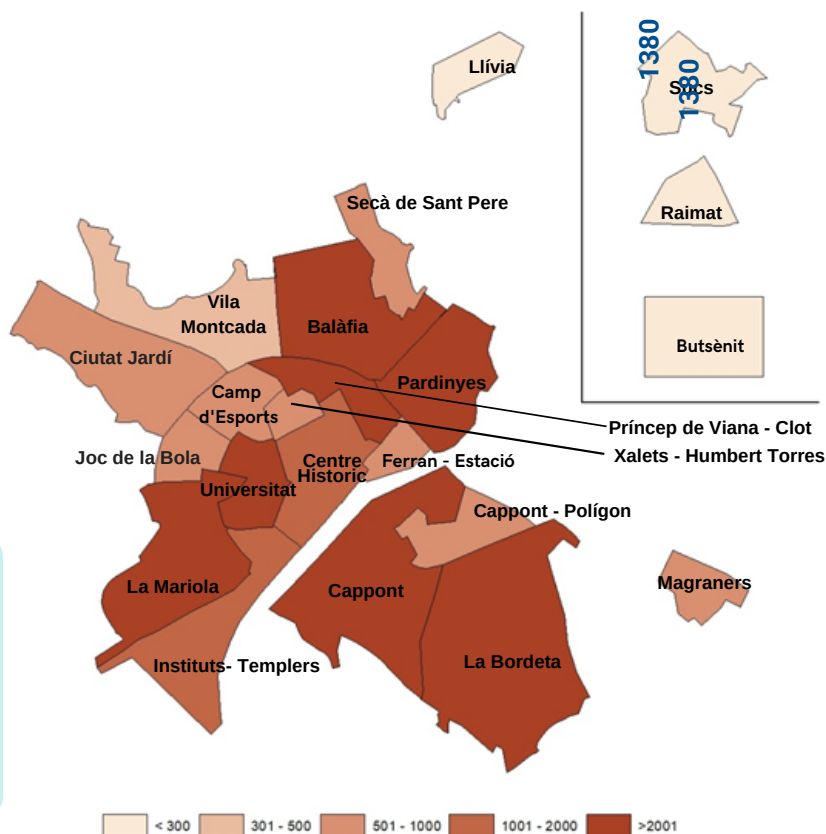 Llívia
1380
1380
Sucs
Raimat
Butsènit
Secà de Sant Pere
Vila
Montcada
Balàfia
Ciutat Jardí
Pardinyes
Camp
d'Esports
Príncep de Viana - Clot
Xalets - Humbert Torres
Joc de la Bola
Centre
Historic
Ferran - Estació
Universitat
Cappont - Polígon
La Mariola
Cappont
Magraners
La Bordeta
Instituts- Templers
< 300
301 - 500
501 - 1000
1001 - 2000
>2001